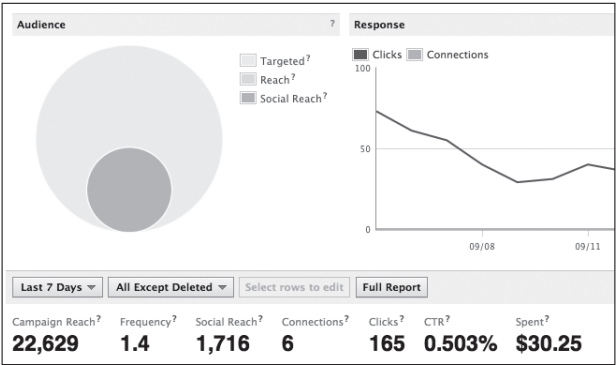 Audience ?
Targeted?
Reach?
Social Reach?
Response
Clicks Connections
100
50
0
09/08 09/11
Last 7 Days All Except Deleted Select rows to edit Full Report
Campaign Reach? Frequency? Social Reach? Connections? Clicks? CTR? Spent?
22,629 1.4 1,716 6 165 0.503% $30.25